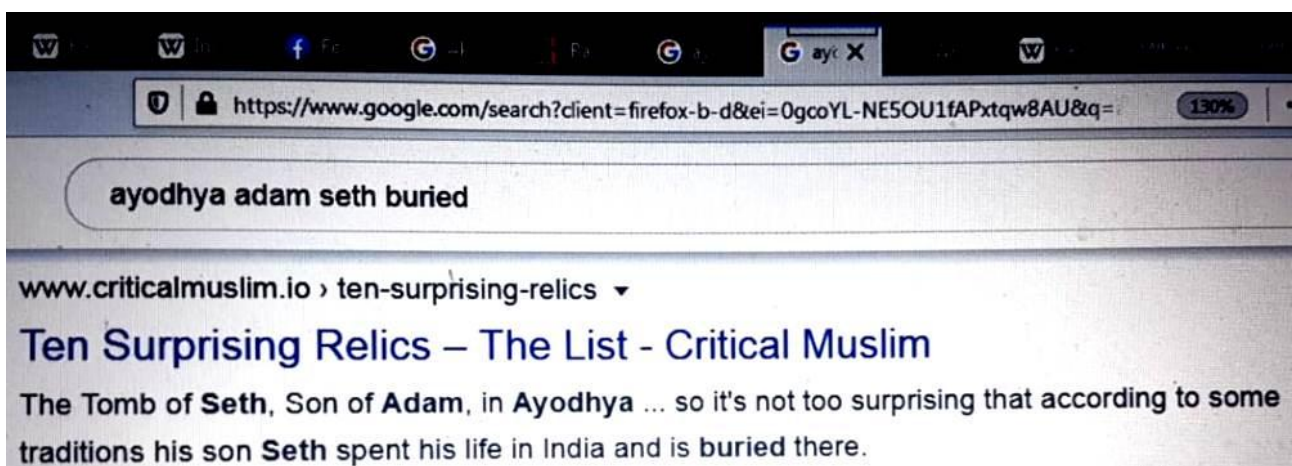 https://www.google.com/search?client=firefox-b-d&ei=0gcoYL-NE5OU1fAPxtqw8AU&q=
130%
ayodhya adam seth buried
www.criticalmuslim.io › ten-surprising-relics
Ten Surprising Relics – The List - Critical Muslim
The Tomb of Seth, Son of Adam, in Ayodhya ... so it's not too surprising that according to some
traditions his son Seth spent his life in India and is buried there.